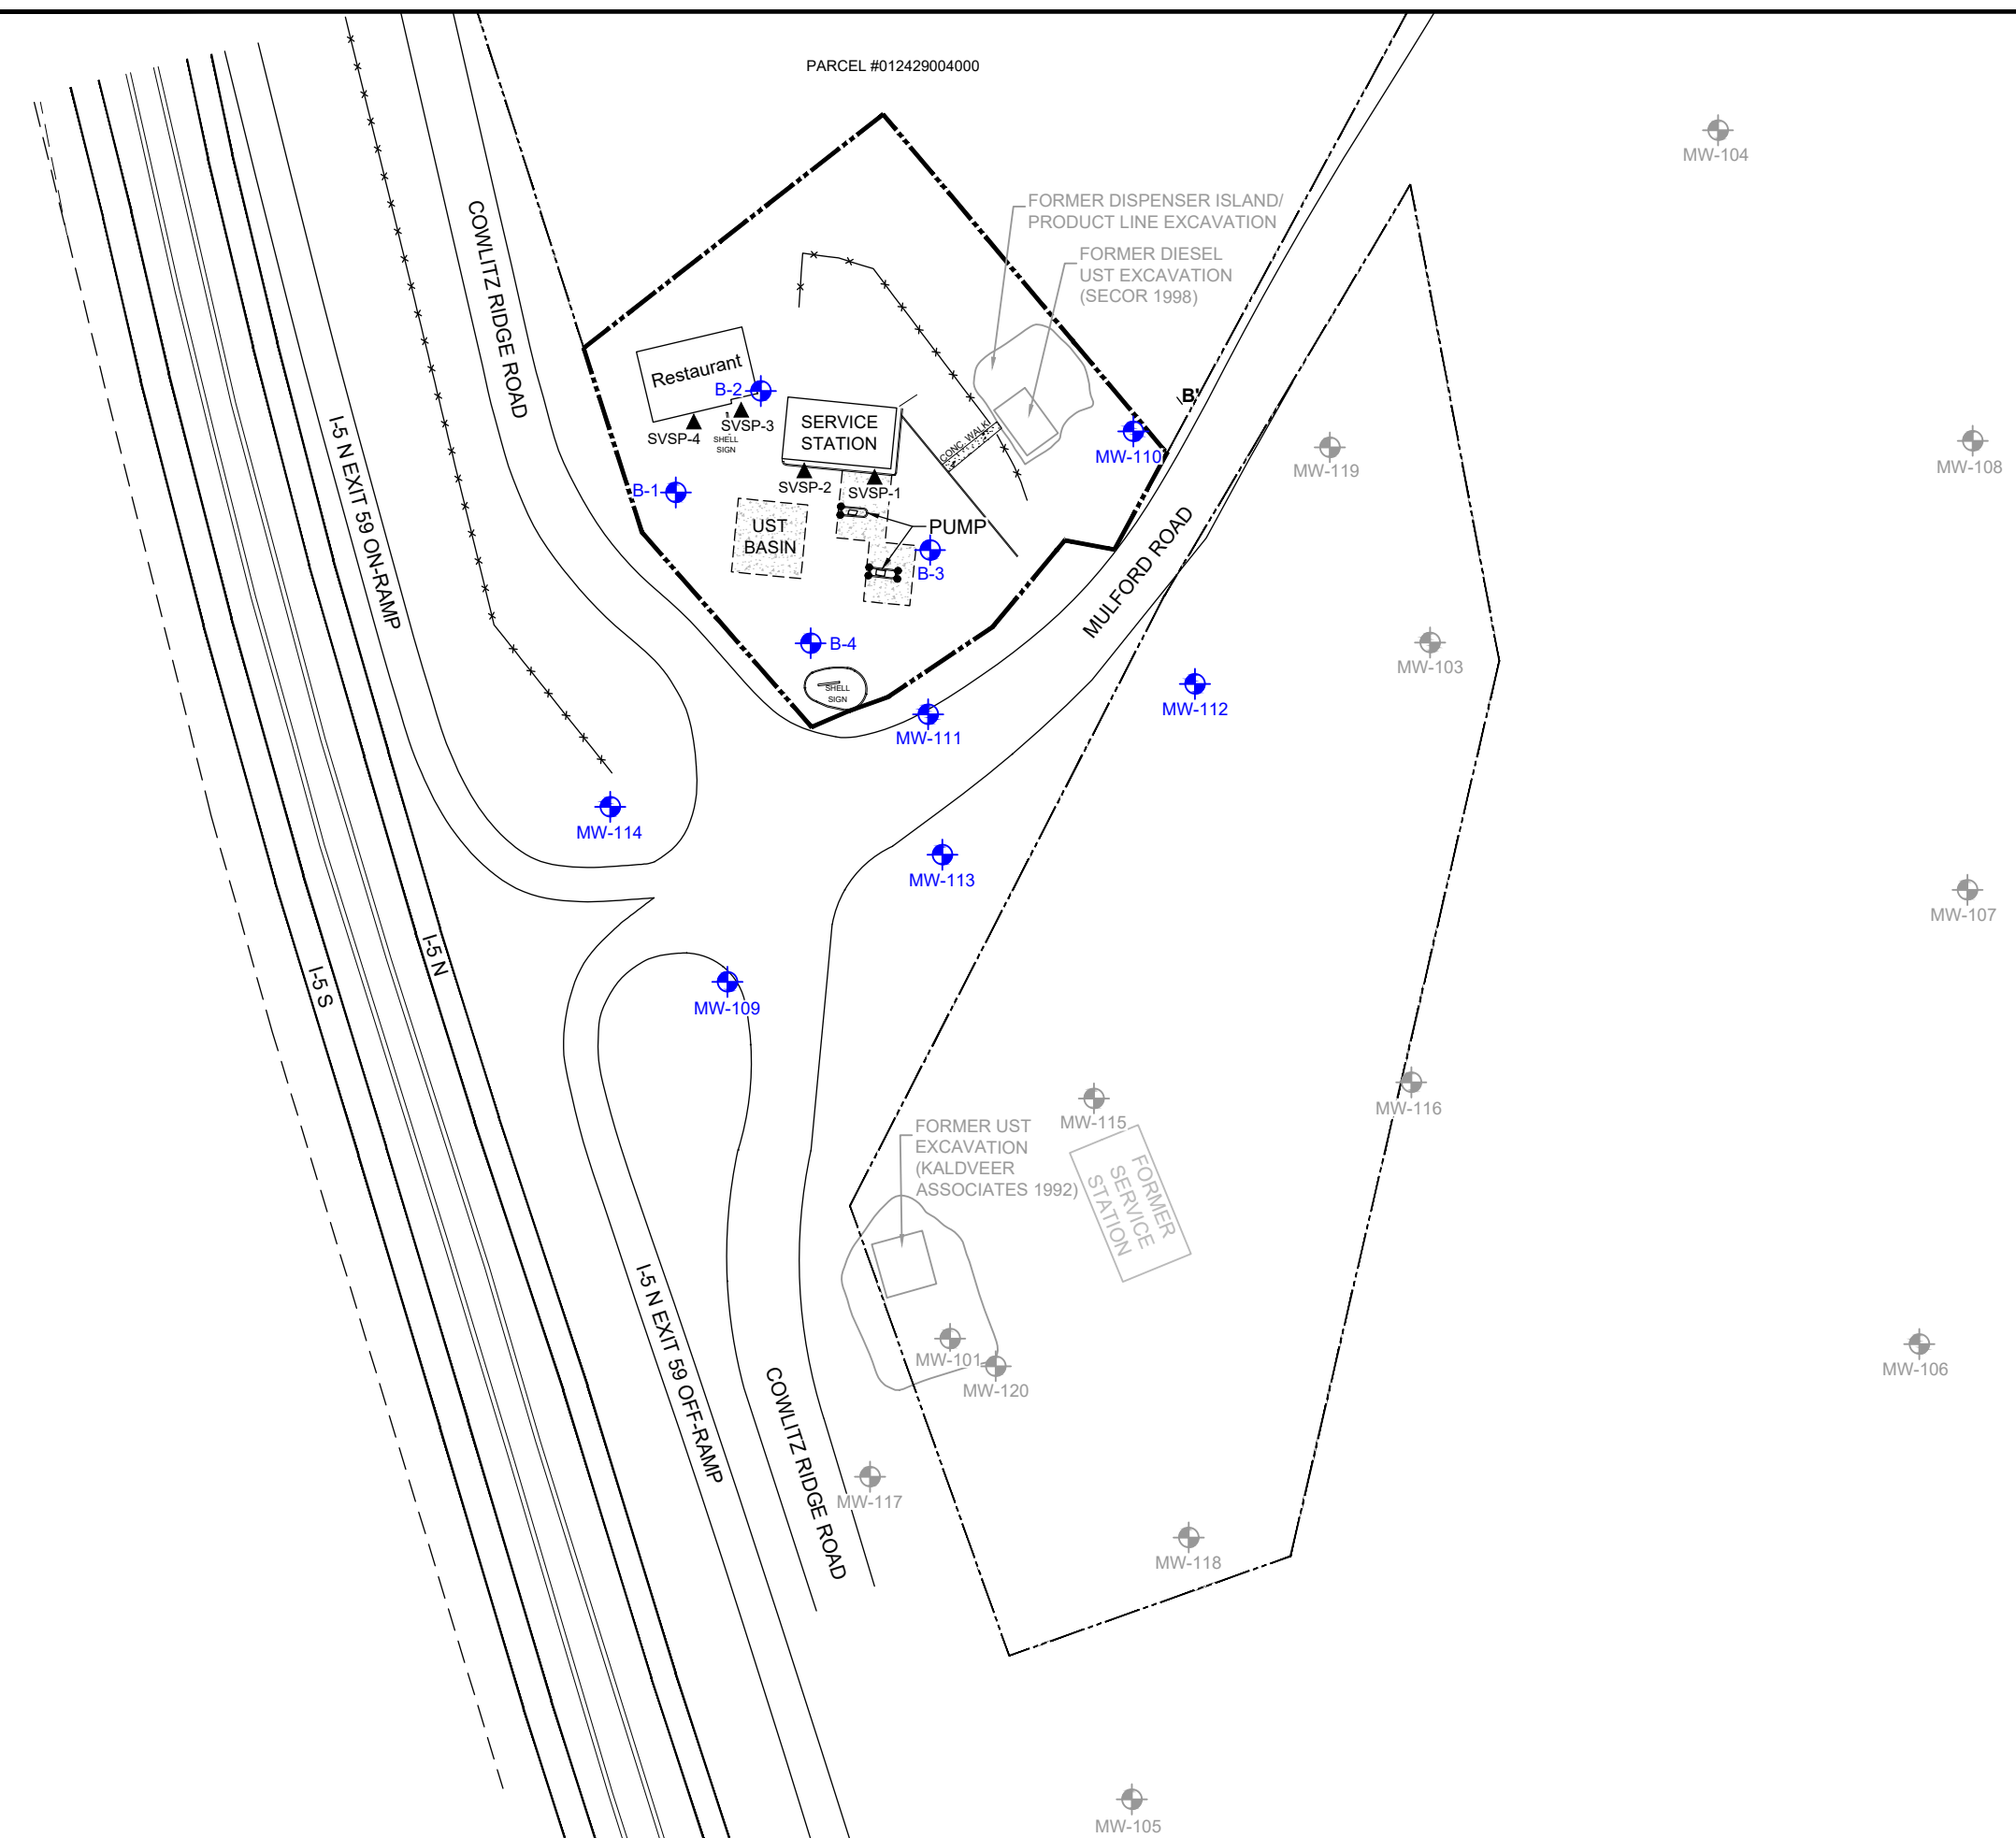 PARCEL #012429004000
MW-104
FORMER DISPENSER ISLAND/
PRODUCT LINE EXCAVATION
FORMER DIESEL
UST EXCAVATION
(SECOR 1998)
COWLITZ RIDGE ROAD
Restaurant
B-2
B'
SERVICE
STATION
SVSP-3
SVSP-4
SHELL
SIGN
CONC. WALK
MW-110
MW-119
MW-108
I-5 N EXIT 59 ON-RAMP
B-1
SVSP-2
SVSP-1
UST
BASIN
PUMP
B-3
MULFORD ROAD
B-4
MW-103
SHELL
SIGN
MW-112
MW-111
MW-114
MW-113
MW-107
I-5 N
I-5 S
MW-109
MW-116
MW-115
FORMER UST
EXCAVATION
(KALDVEER
ASSOCIATES 1992)
FORMER
SERVICE
STATION
I-5 N EXIT 59 OFF-RAMP
MW-101
MW-120
MW-106
COWLITZ RIDGE ROAD
MW-117
MW-118
MW-105